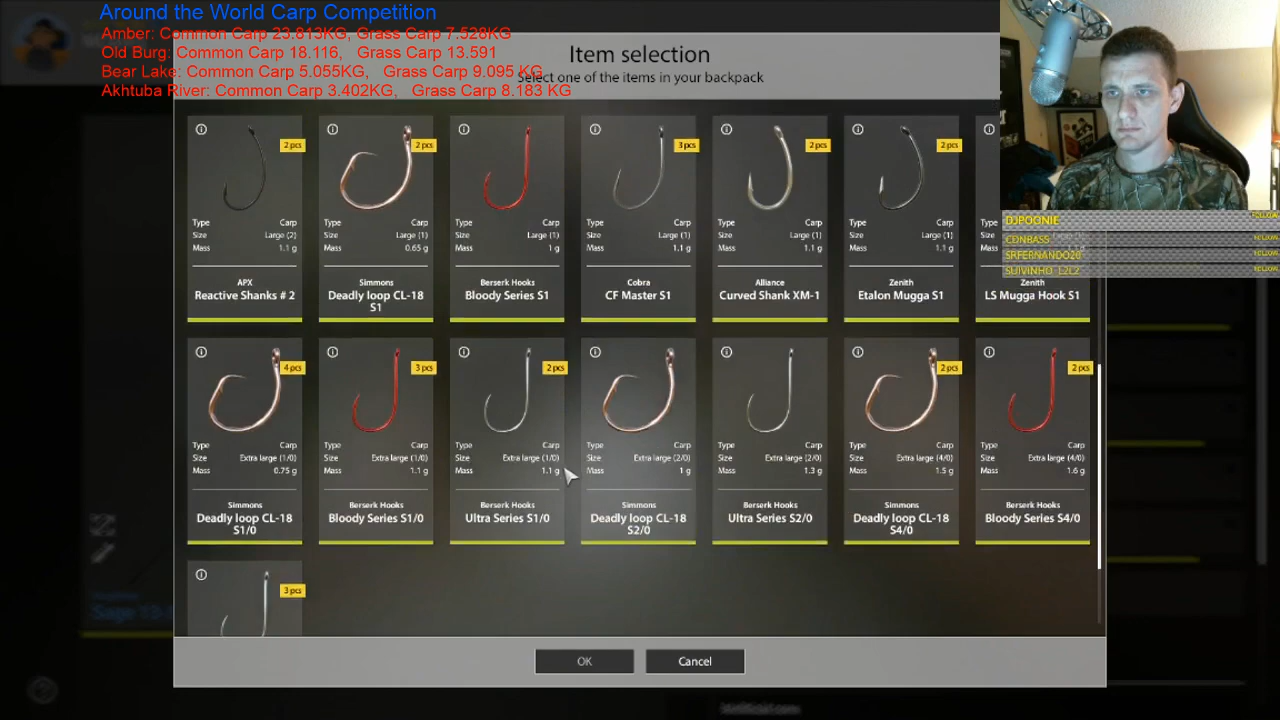 Around the World Carp Competition
Amber: Common Carp 23.813KG, Grass Carp 7.528KG
Old Burg: Common Carp 18.116, Grass Carp 13.591
Bear Lake: Common Carp 5.055KG, Grass Carp 9.095 KG
Akhtuba River: Common Carp 3.402KG, Grass Carp 8.183 KG
Item selection
Select one of the items in your backpack
2 pcs 2 pcs 3 pcs 2 pcs 2 pcs
Type Carp Type Carp Type Carp Type Carp Type Carp Type Carp Type
Size Large (2) Size Large (1) Size Large (1) Size Large (1) Size Large (1) Size Large (1) Size
Mass 1.1 g Mass 0.65 g Mass 1 g Mass 1.1 g Mass 1.1 g Mass 1.1 g Mass
APX Simmons Berserk Hooks Cobra Alliance Zenith Zenith
Reactive Shanks # 2 Deadly loop CL-18 S1 Bloody Series S1 CF Master S1 Curved Shank XM-1 Etalon Mugga S1 LS Mugga Hook S1
DJPOONIE FOLLOW
CDNBASS FOLLOW
SRFERNANDO20 FOLLOW
SUIVINHO_L2L2 FOLLOW
4 pcs 3 pcs 2 pcs 2 pcs 2 pcs
Type Carp Type Carp Type Carp Type Carp Type Carp Type Carp Type Carp
Size Extra large (1/0) Size Extra large (1/0) Size Extra large (1/0) Size Extra large (2/0) Size Extra large (2/0) Size Extra large (4/0) Size Extra large (4/0)
Mass 0.75 g Mass 1.1 g Mass 1.1 g Mass 1 g Mass 1.3 g Mass 1.5 g Mass 1.6 g
Simmons Berserk Hooks Berserk Hooks Simmons Berserk Hooks Simmons Berserk Hooks
Deadly loop CL-18 S1/0 Bloody Series S1/0 Ultra Series S1/0 Deadly loop CL-18 S2/0 Ultra Series S2/0 Deadly loop CL-18 S4/0 Bloody Series S4/0
3 pcs
Sage 12-
OK Cancel